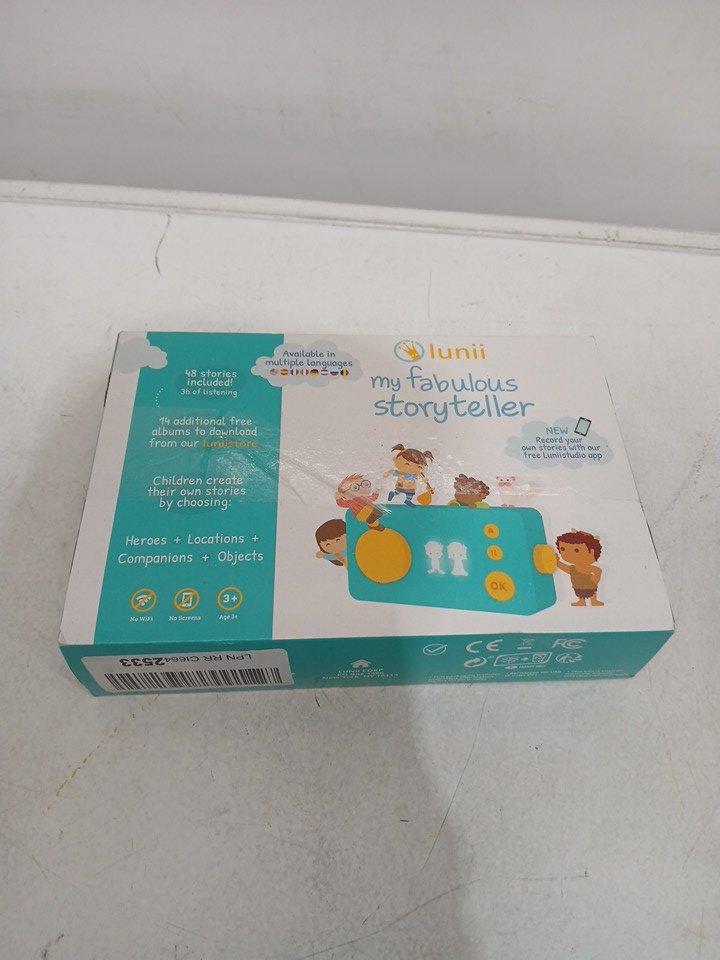 lunii
my fabulous
storyteller
Available in
multiple languages
48 stories
included!
3h of listening
14 additional free
albums to download
from our luniistore
Children create
their own stories
by choosing:
Heroes + Locations +
Companions + Objects
No WiFi
No Screens
3+
Age 3+
NEW
Record your
own stories with our
free Luniistudio app
OK
LPN RR CI6642533
LUNII CORP
CE
FC